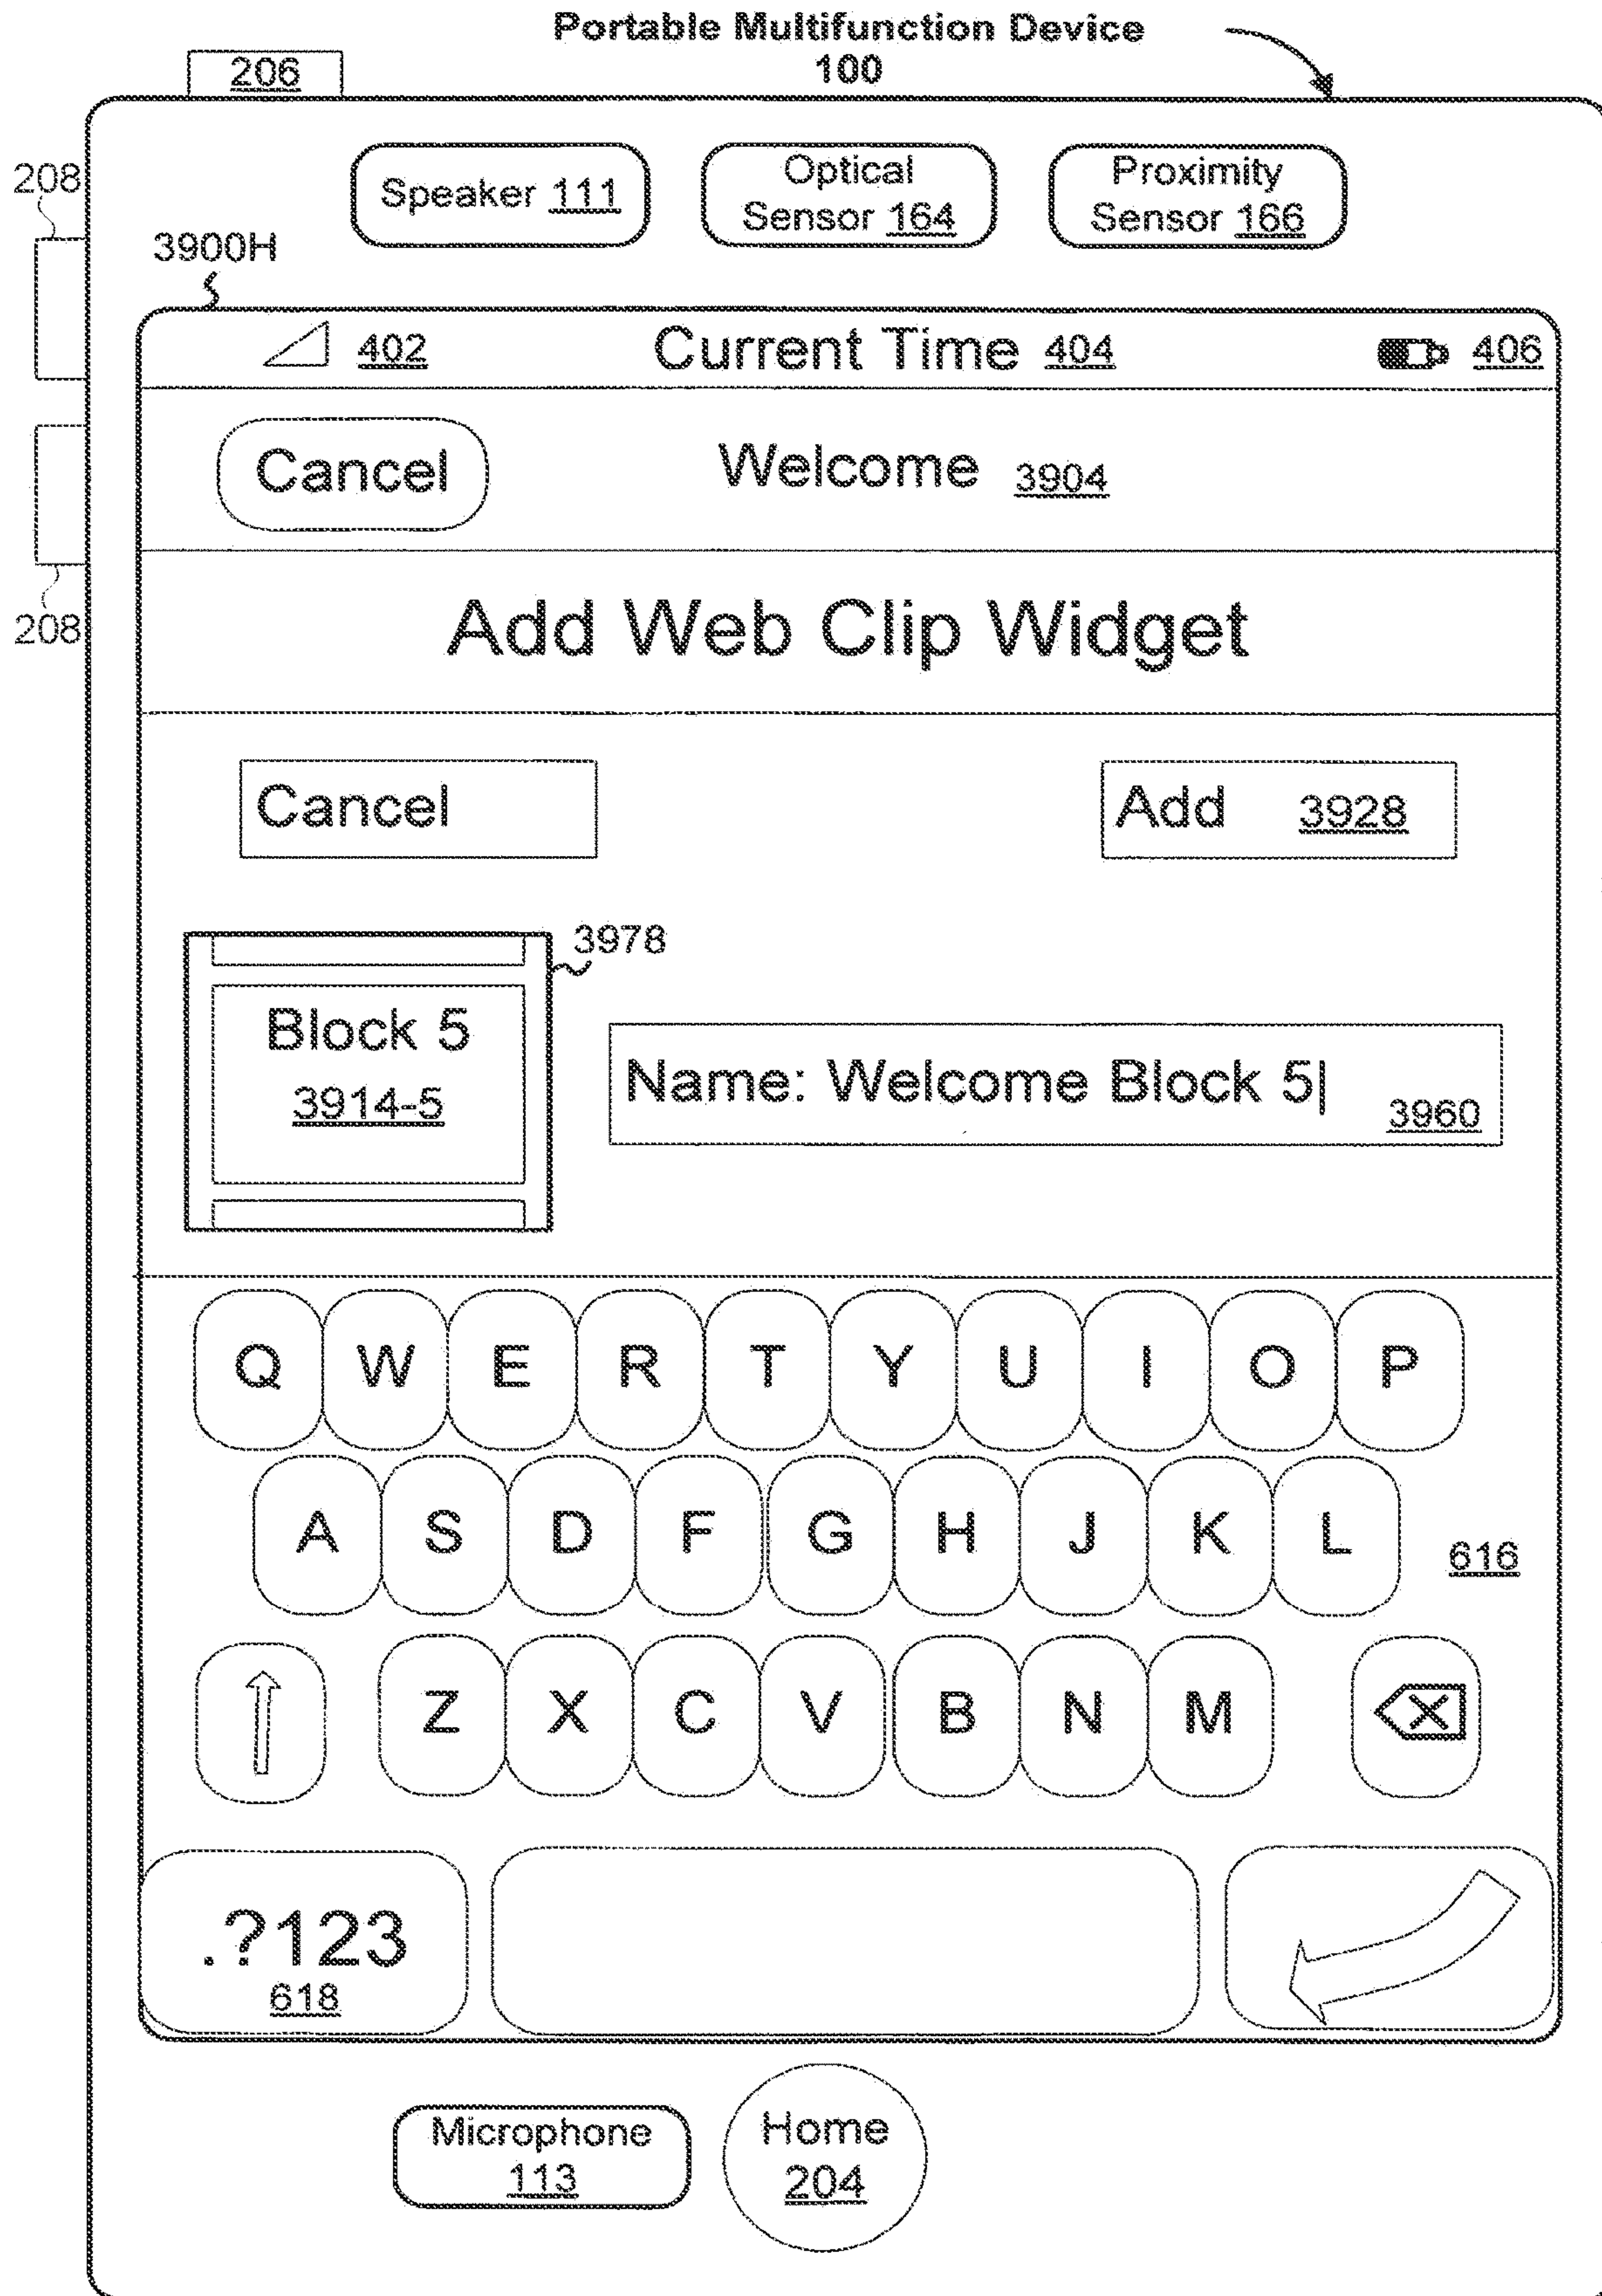 Portable Multifunction Device
100
206
208
208
3900H
Speaker 111
Optical
Sensor 164
Proximity
Sensor 166
402
Current Time 404
406
Cancel
Welcome 3904
Add Web Clip Widget
Cancel
Add 3928
3978
Block 5
3914-5
Name: Welcome Block 5|
3960
Q W E R T Y U I O P
A S D F G H J K L
616
Z X C V B N M
.?123
618
Microphone
113
Home
204